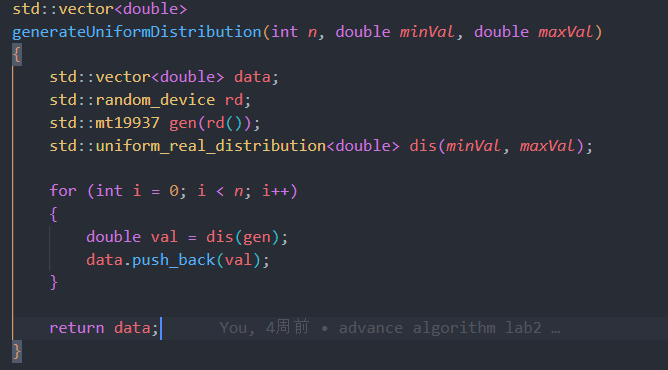 std::vector<double>
generateUniformDistribution(int n, double minVal, double maxVal)
{
    std::vector<double> data;
    std::random_device rd;
    std::mt19937 gen(rd());
    std::uniform_real_distribution<double> dis(minVal, maxVal);

    for (int i = 0; i < n; i++)
    {
        double val = dis(gen);
        data.push_back(val);
    }

    return data;      You, 4周前 • advance algorithm lab2 …
}